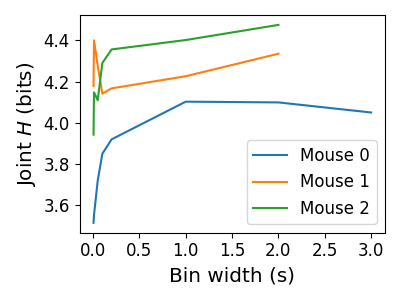 4.4
4.2
4.0
3.8
3.6
Joint H (bits)
Mouse 0
Mouse 1
Mouse 2
0.0 0.5 1.0 1.5 2.0 2.5 3.0
Bin width (s)